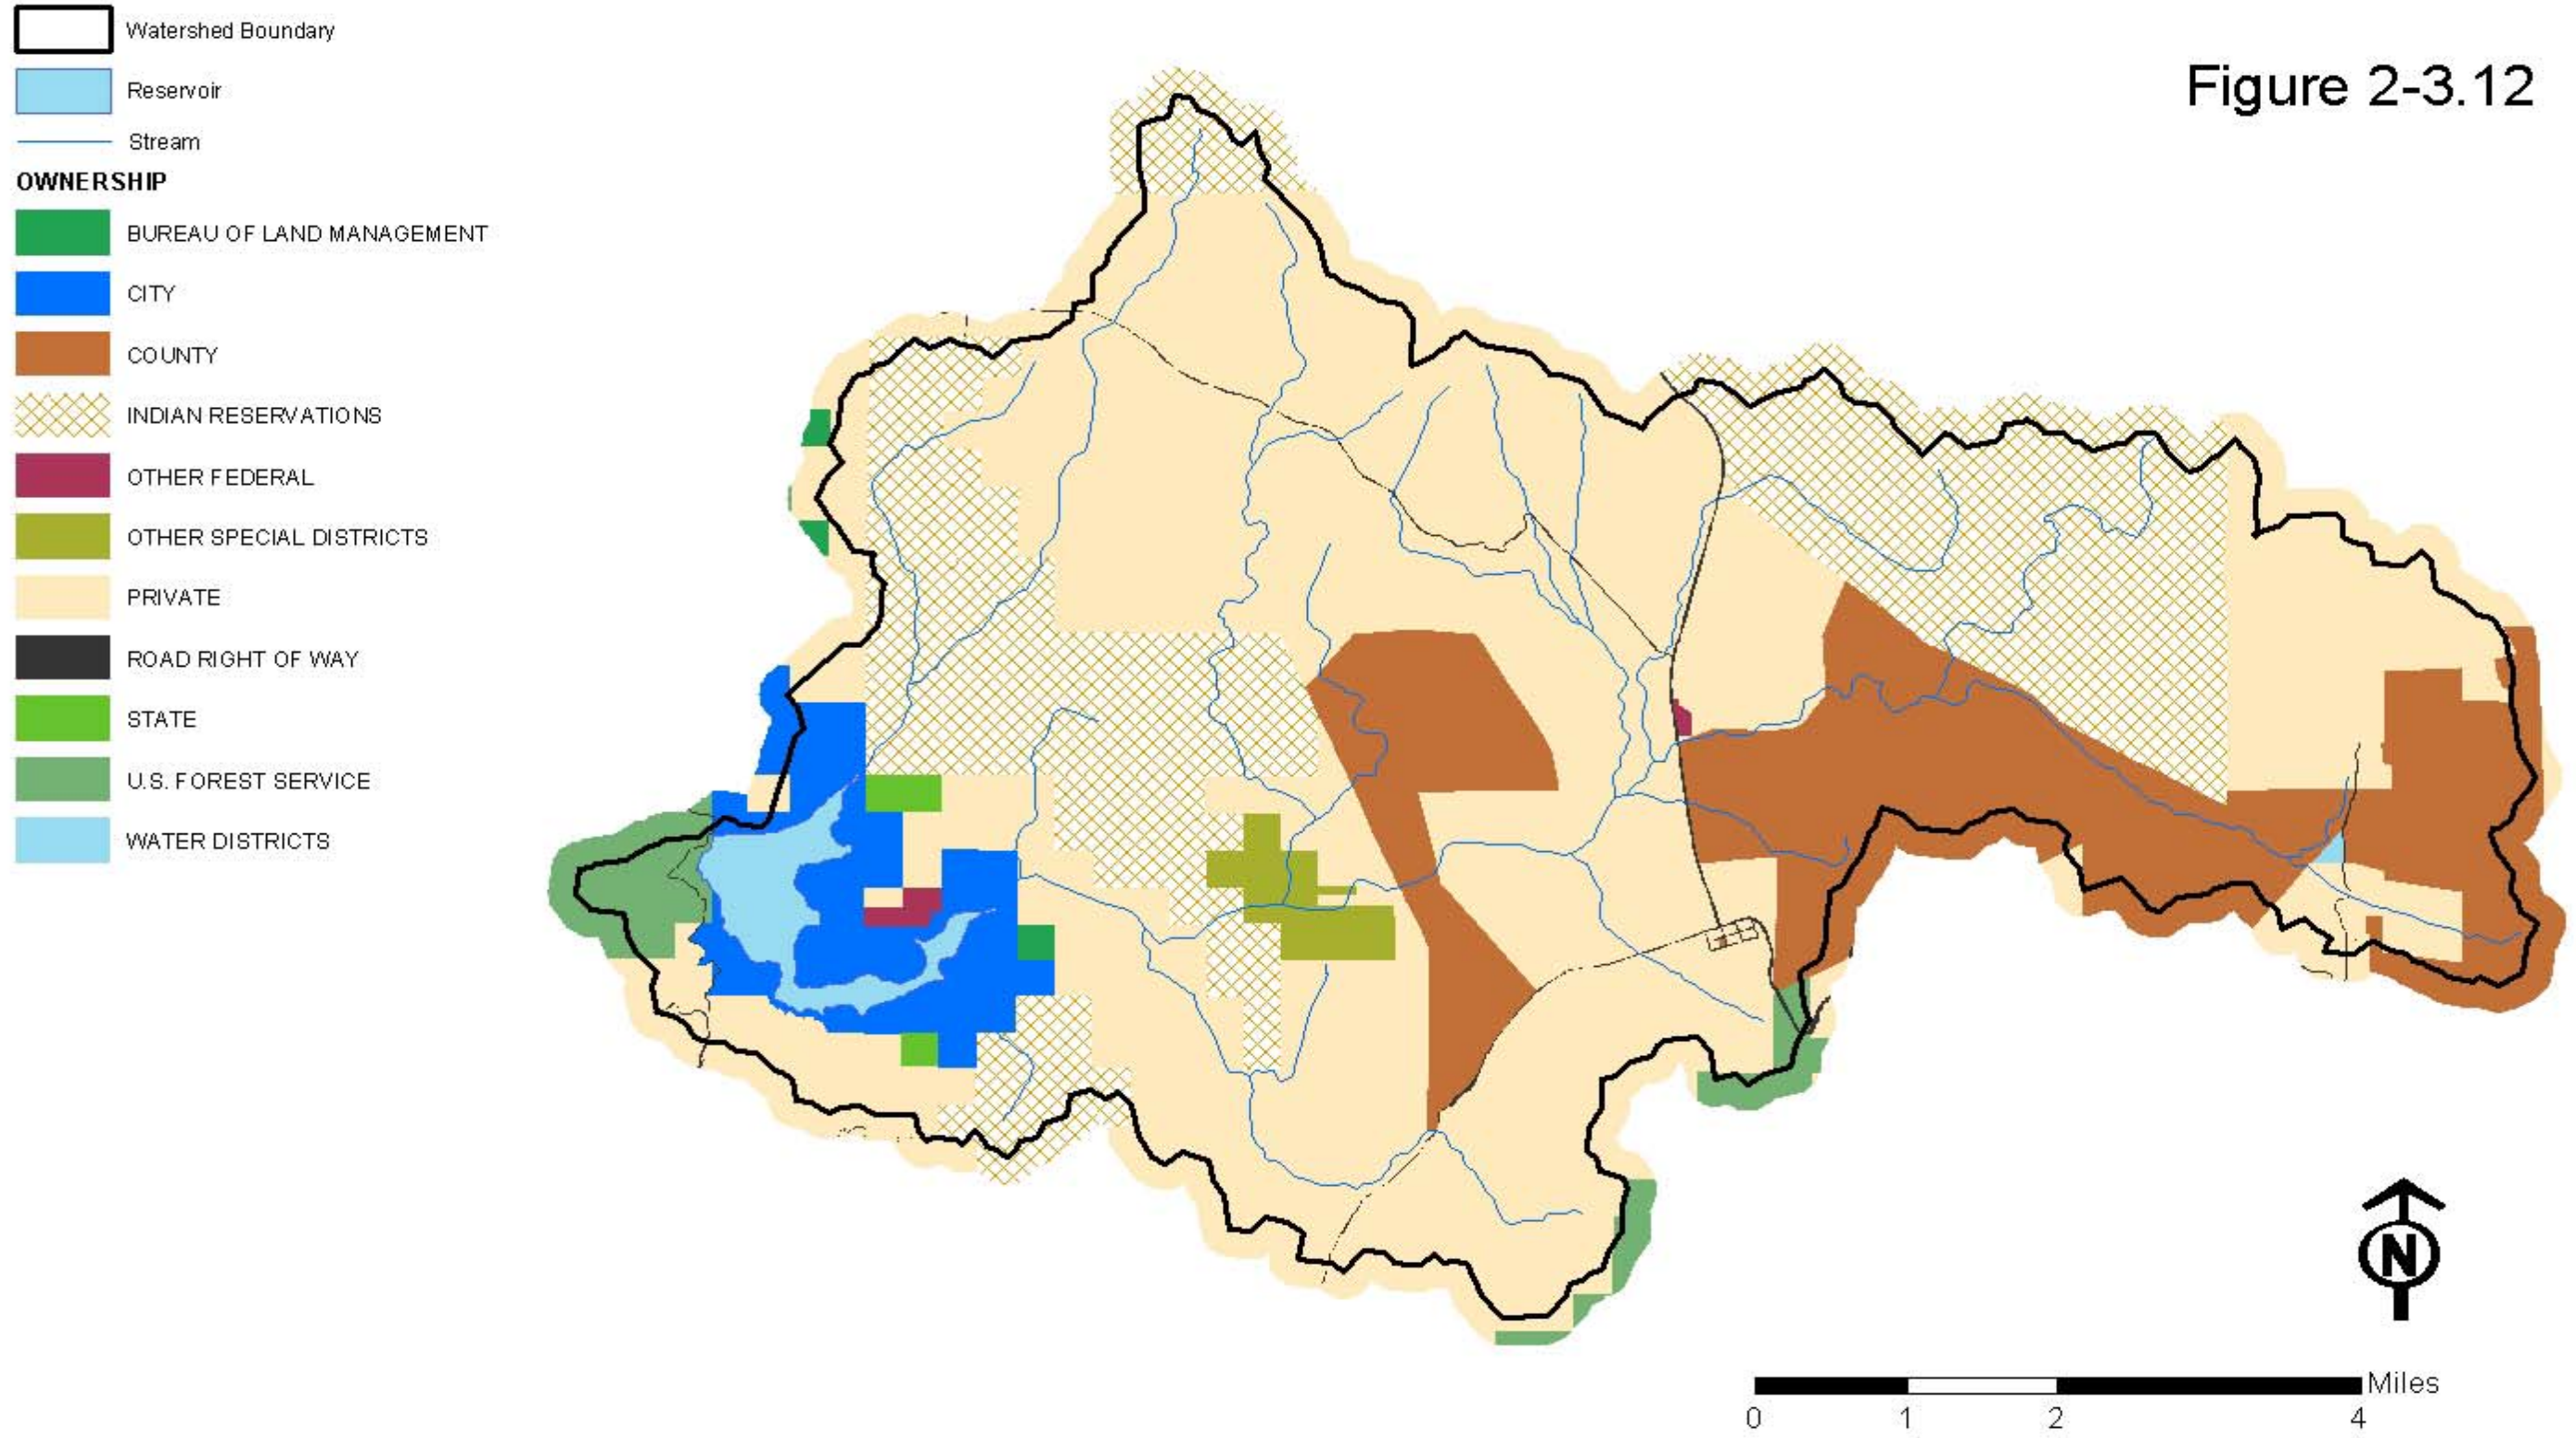 Watershed Boundary
Reservoir
Stream
OWNERSHIP
BUREAU OF LAND MANAGEMENT
CITY
COUNTY
INDIAN RESERVATIONS
OTHER FEDERAL
OTHER SPECIAL DISTRICTS
PRIVATE
ROAD RIGHT OF WAY
STATE
U.S. FOREST SERVICE
WATER DISTRICTS
Figure 2-3.12
N
Miles
0 1 2 4